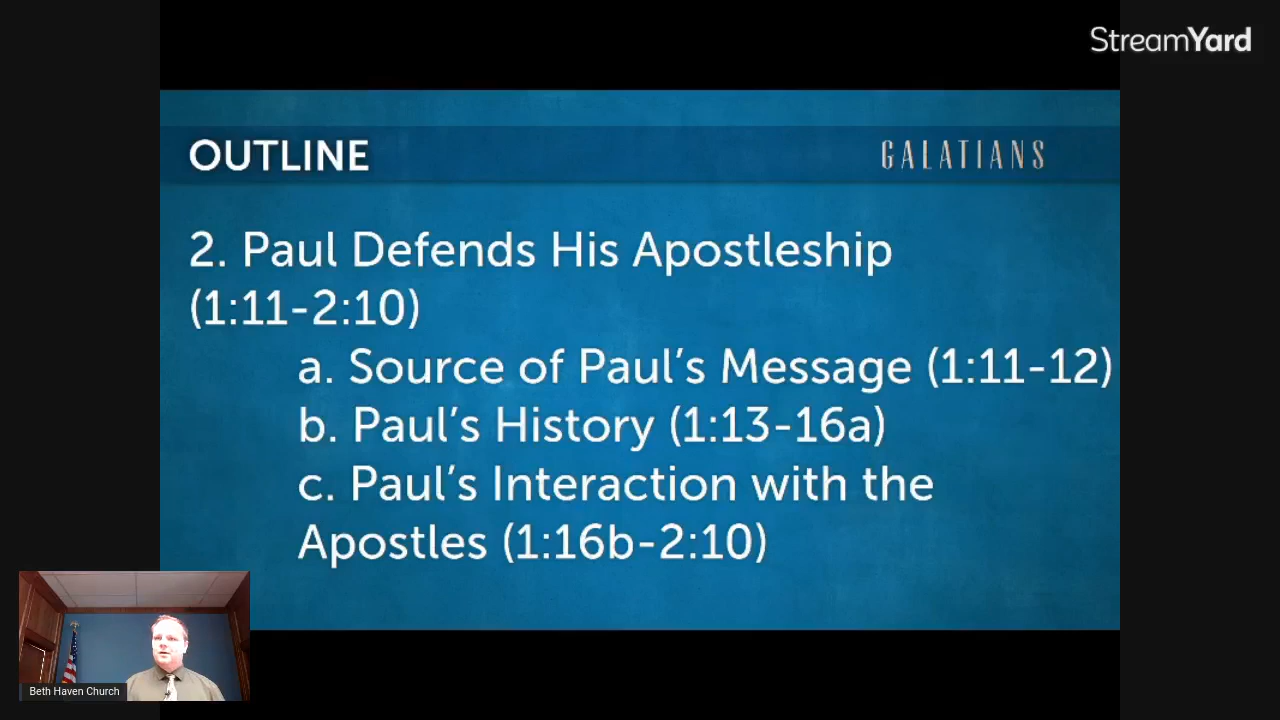 StreamYard
OUTLINE
GALATIANS
2. Paul Defends His Apostleship
(1:11-2:10)
a. Source of Paul’s Message (1:11-12)
b. Paul’s History (1:13-16a)
c. Paul’s Interaction with the
Apostles (1:16b-2:10)
Beth Haven Church